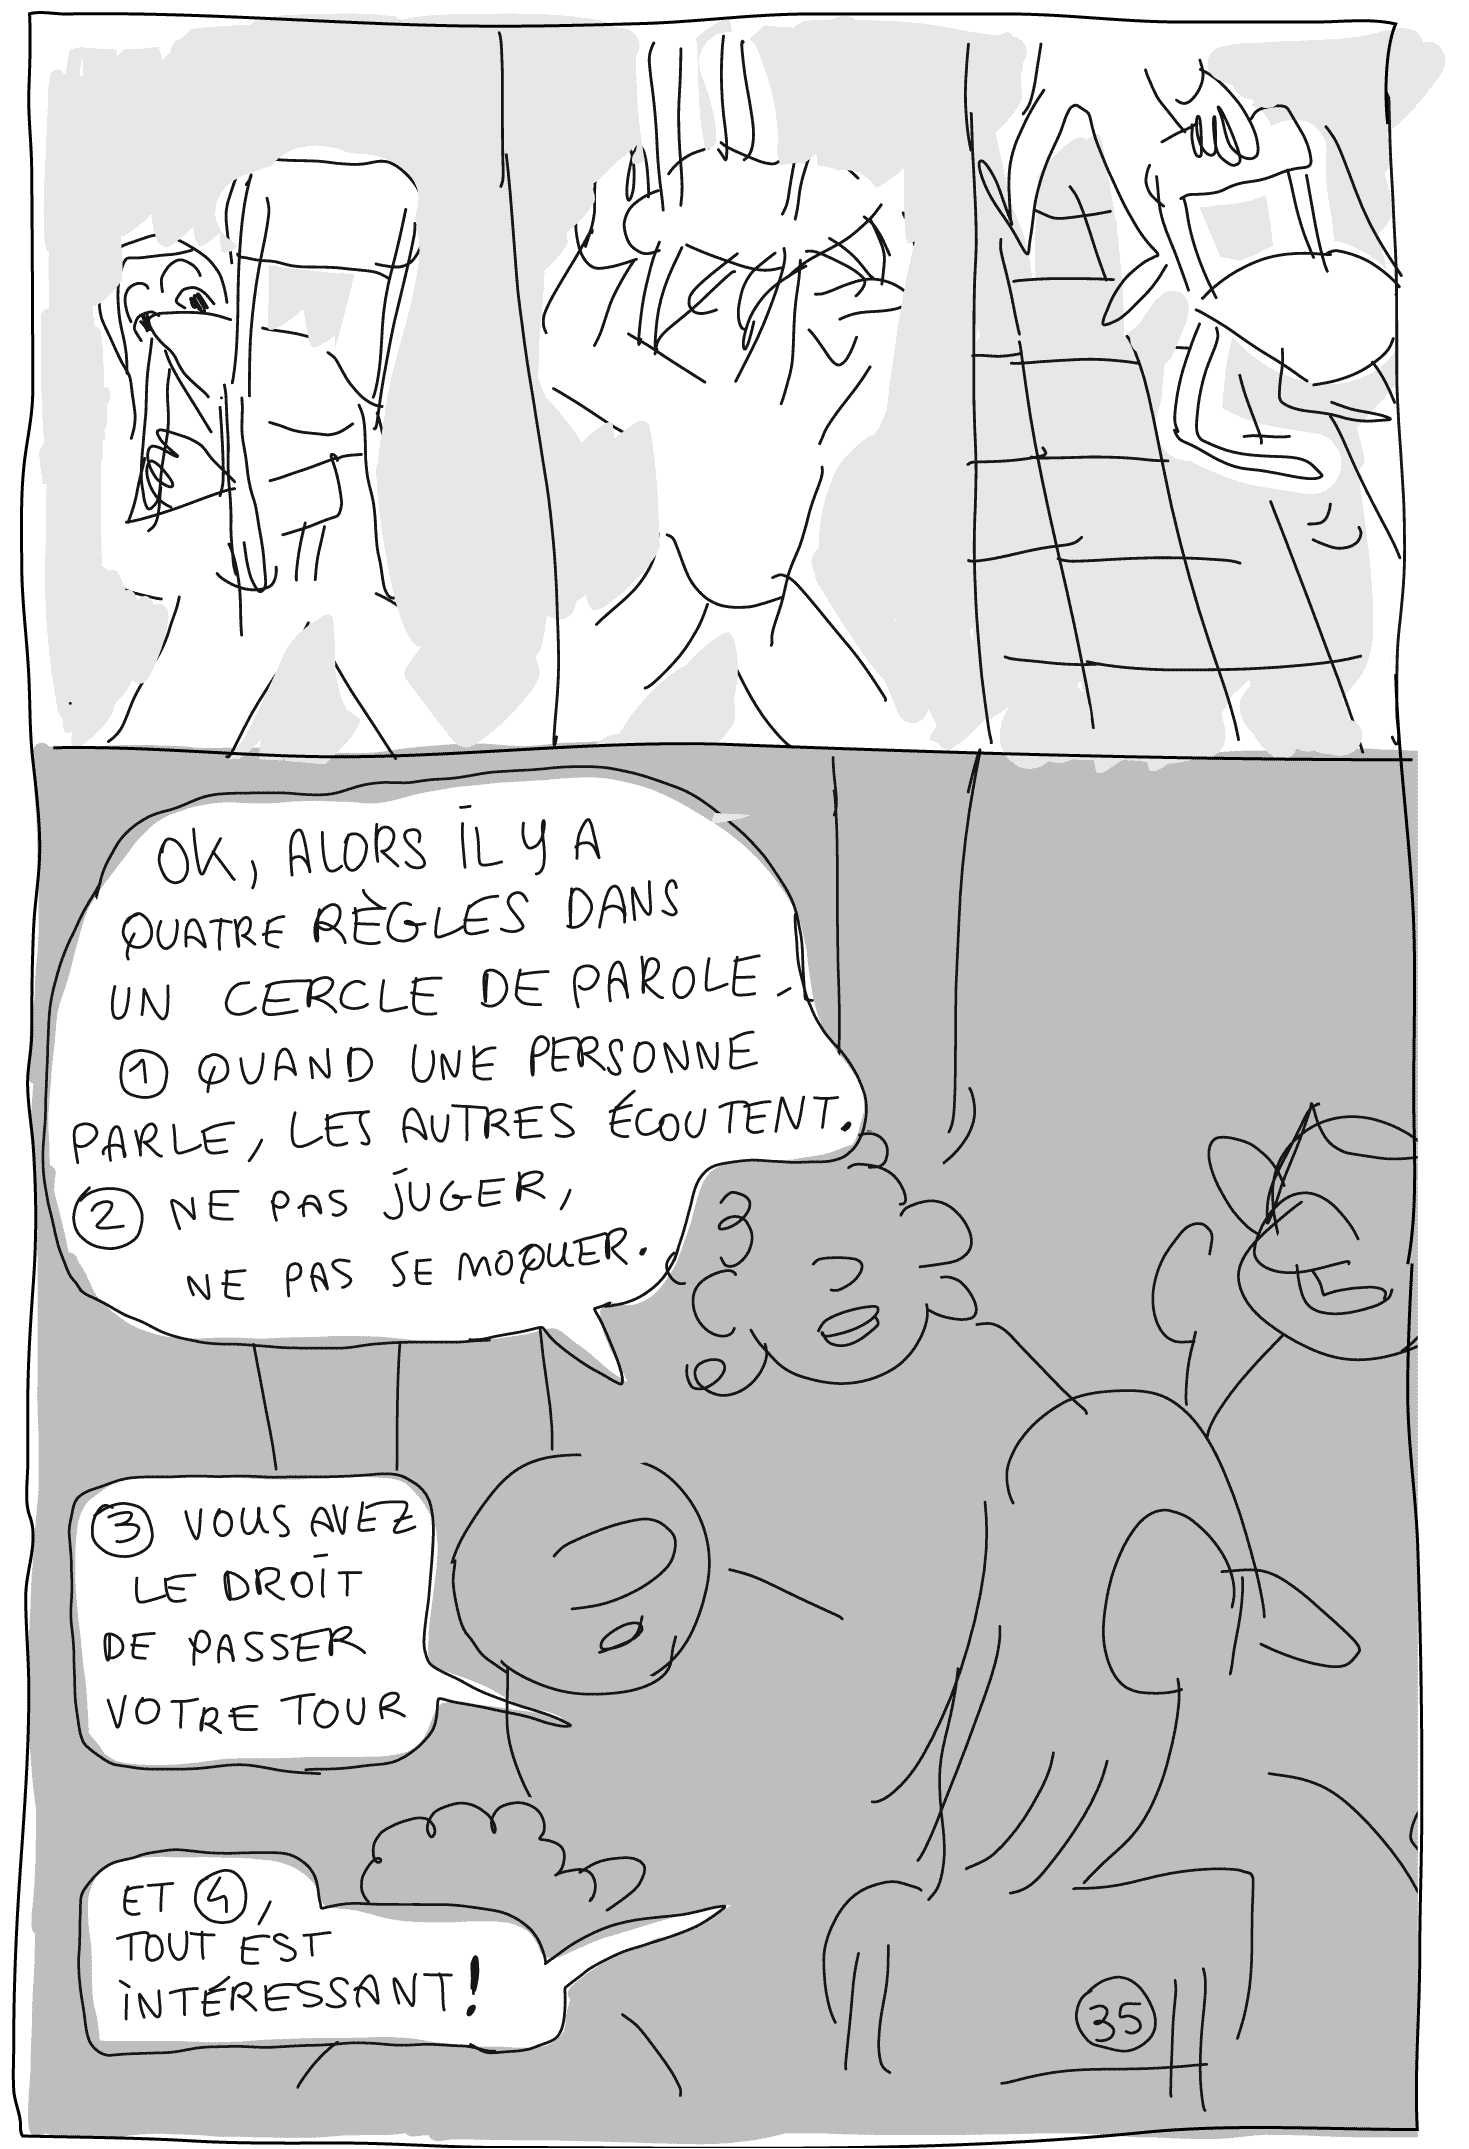 OK, ALORS IL Y A
QUATRE RÈGLES DANS
UN CERCLE DE PAROLE.
① QUAND UNE PERSONNE
PARLE, LES AUTRES ÉCOUTENT.
② NE PAS JUGER,
NE PAS SE MOQUER.
③ VOUS AVEZ
LE DROIT
DE PASSER
VOTRE TOUR
ET ④,
TOUT EST
INTÉRESSANT!
35